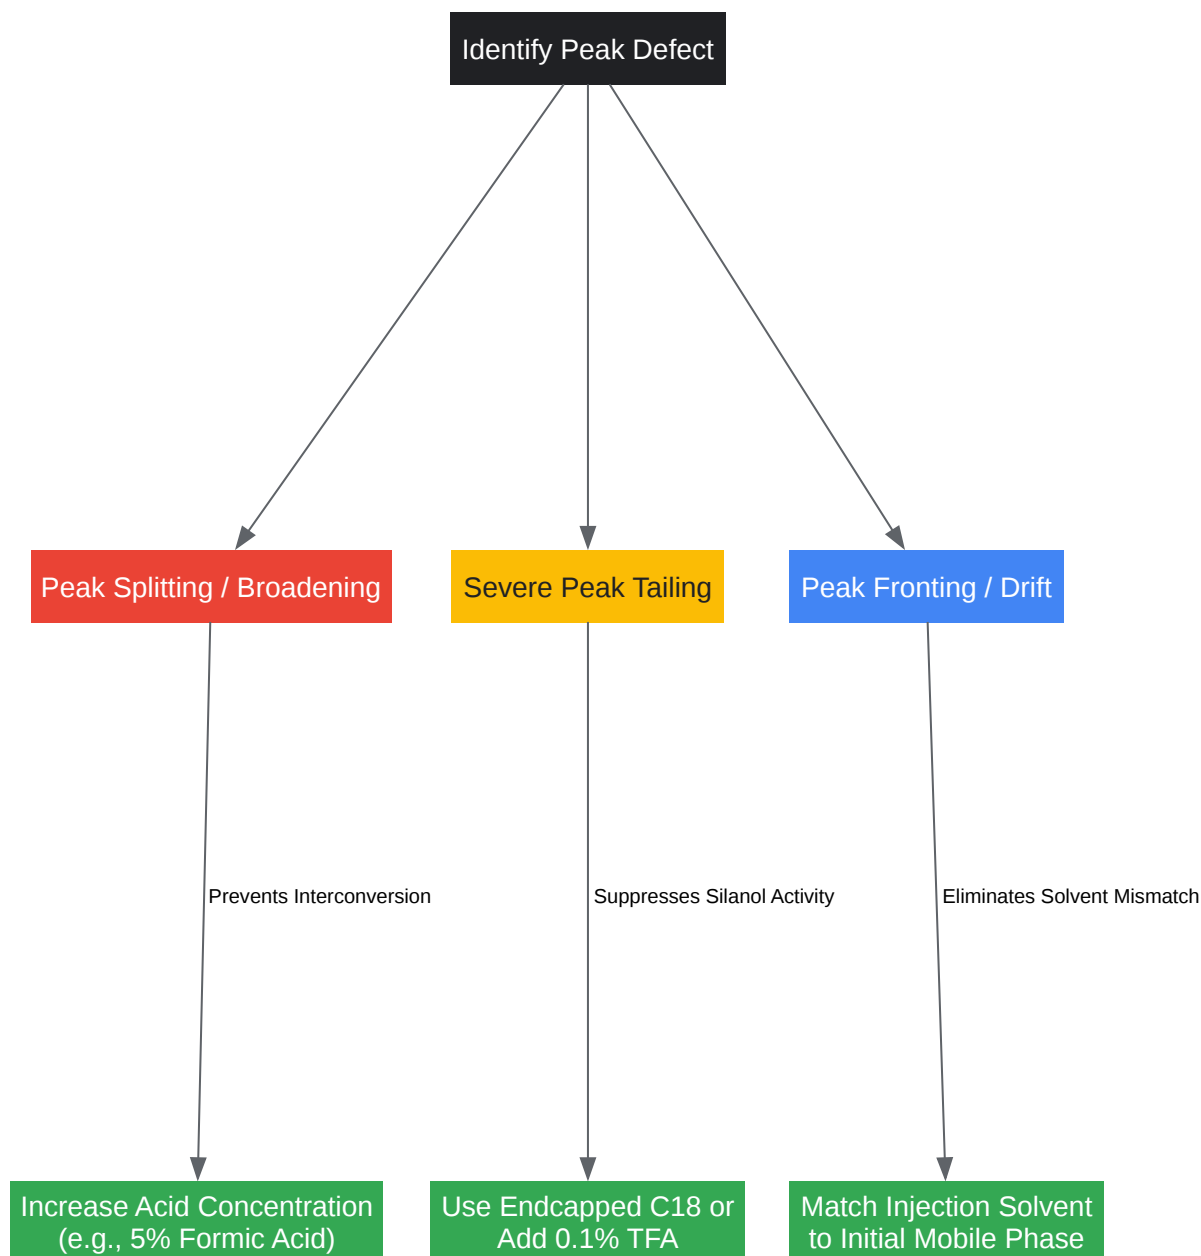 Identify Peak Defect
Peak Splitting / Broadening
Severe Peak Tailing
Peak Fronting / Drift
Prevents Interconversion
Suppresses Silanol Activity
Eliminates Solvent Mismatch
Increase Acid Concentration
(e.g., 5% Formic Acid)
Use Endcapped C18 or
Add 0.1% TFA
Match Injection Solvent
to Initial Mobile Phase